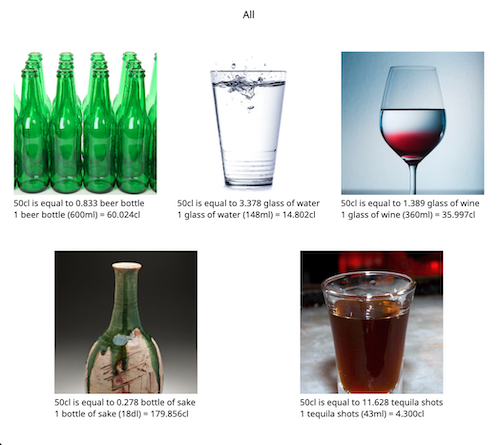 All
50cl is equal to 0.833 beer bottle
1 beer bottle (600ml) = 60.024cl
50cl is equal to 3.378 glass of water
1 glass of water (148ml) = 14.802cl
50cl is equal to 1.389 glass of wine
1 glass of wine (360ml) = 35.997cl
50cl is equal to 0.278 bottle of sake
1 bottle of sake (18dl) = 179.856cl
50cl is equal to 11.628 tequila shots
1 tequila shots (43ml) = 4.300cl